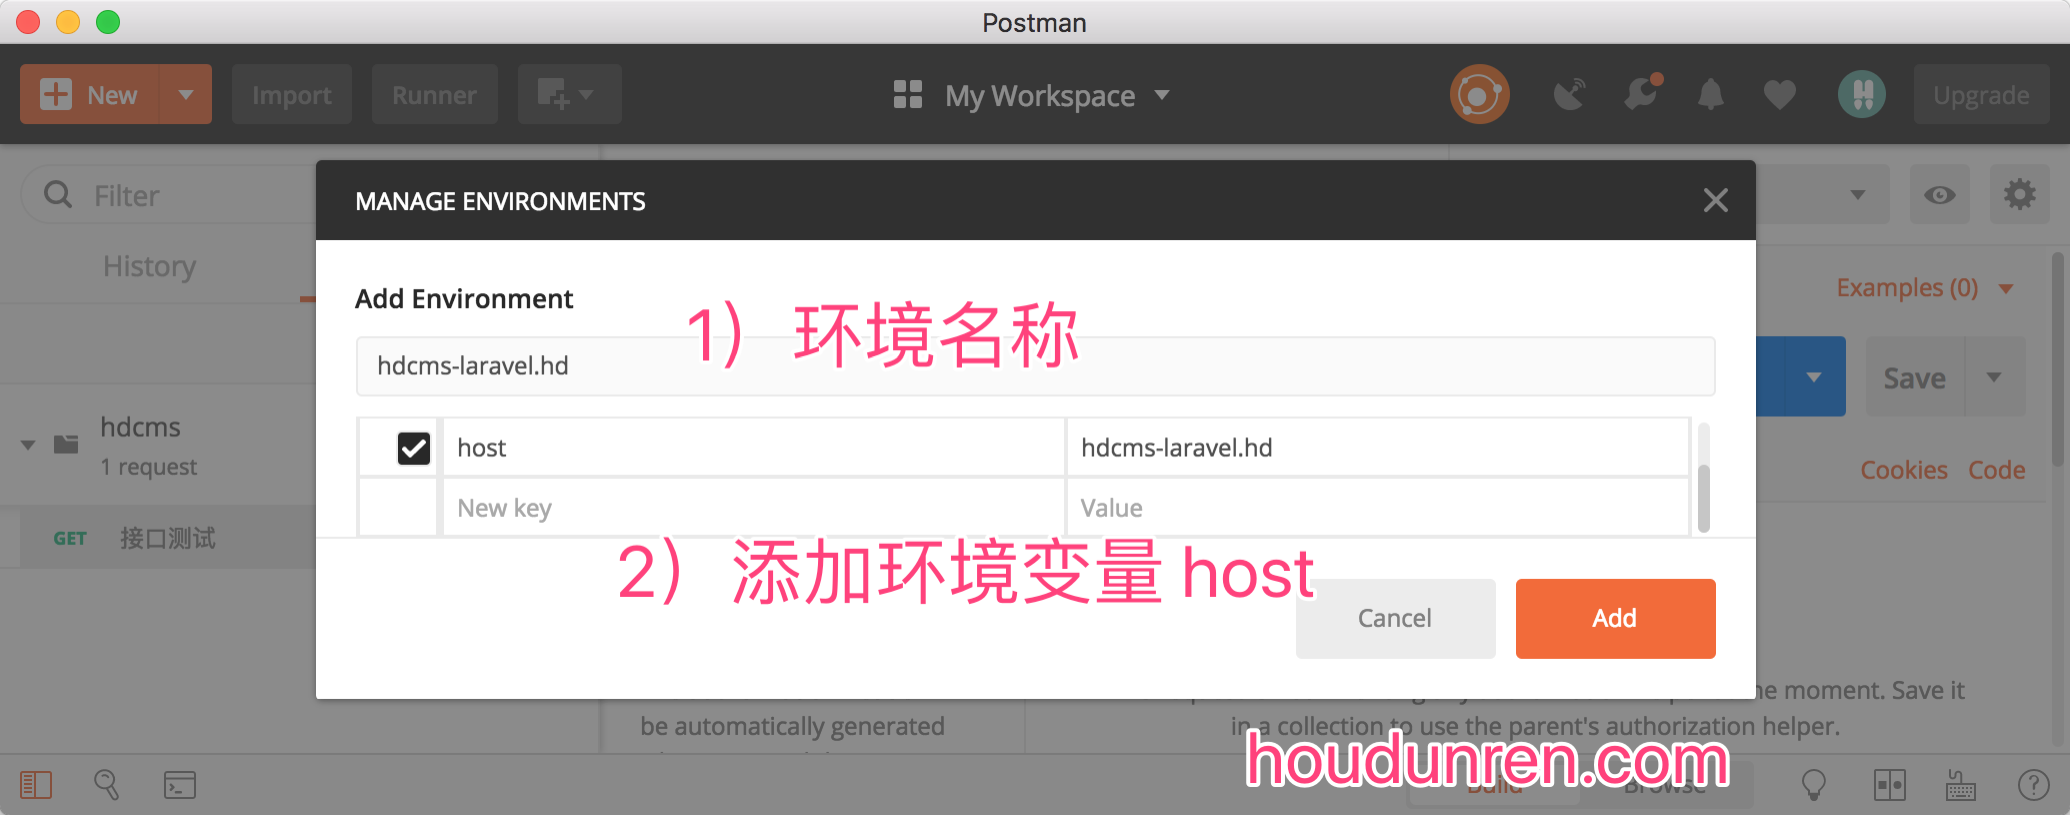 Postman
New
Import
Runner
My Workspace
Upgrade
Filter
MANAGE ENVIRONMENTS
History
Add Environment
1) 环境名称
hdcms-laravel.hd
Examples (0)
Save
hdcms
1 request
host
hdcms-laravel.hd
Cookies Code
New key
Value
GET 接口测试
2) 添加环境变量 host
Cancel
Add
he moment. Save it
be automatically generated
in a collection to use the parent's authorization helper.
houdunren.com
Build
Browse